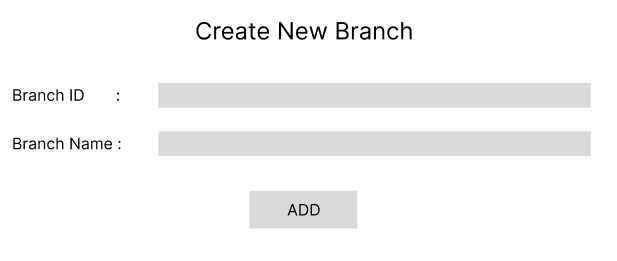 Create New Branch
Branch ID :
Branch Name :
ADD